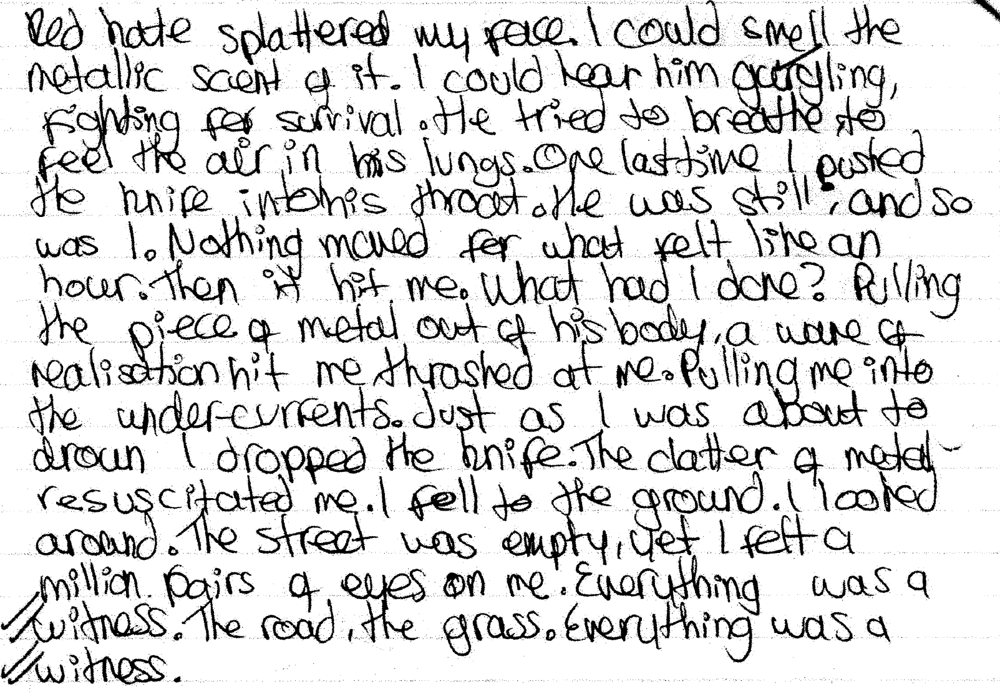 Red hate splattered my face. I could smell the
metallic scent of it. I could hear him gurgling,
fighting for survival. He tried to breathe, to
feel the air in his lungs. One last time I pushed
the knife into his throat. He was still, and so
was I. Nothing moved for what felt like an
hour. Then it hit me. What had I done? Pulling
the piece of metal out of his body, a wave of
realisation hit me, thrashed at me. Pulling me into
the under-currents. Just as I was about to
drown I dropped the knife. The clatter of metal
resuscitated me. I fell to the ground. I looked
around. The street was empty, yet I felt a
million pairs of eyes on me. Everything was a
witness. The road, the grass. Everything was a
witness.